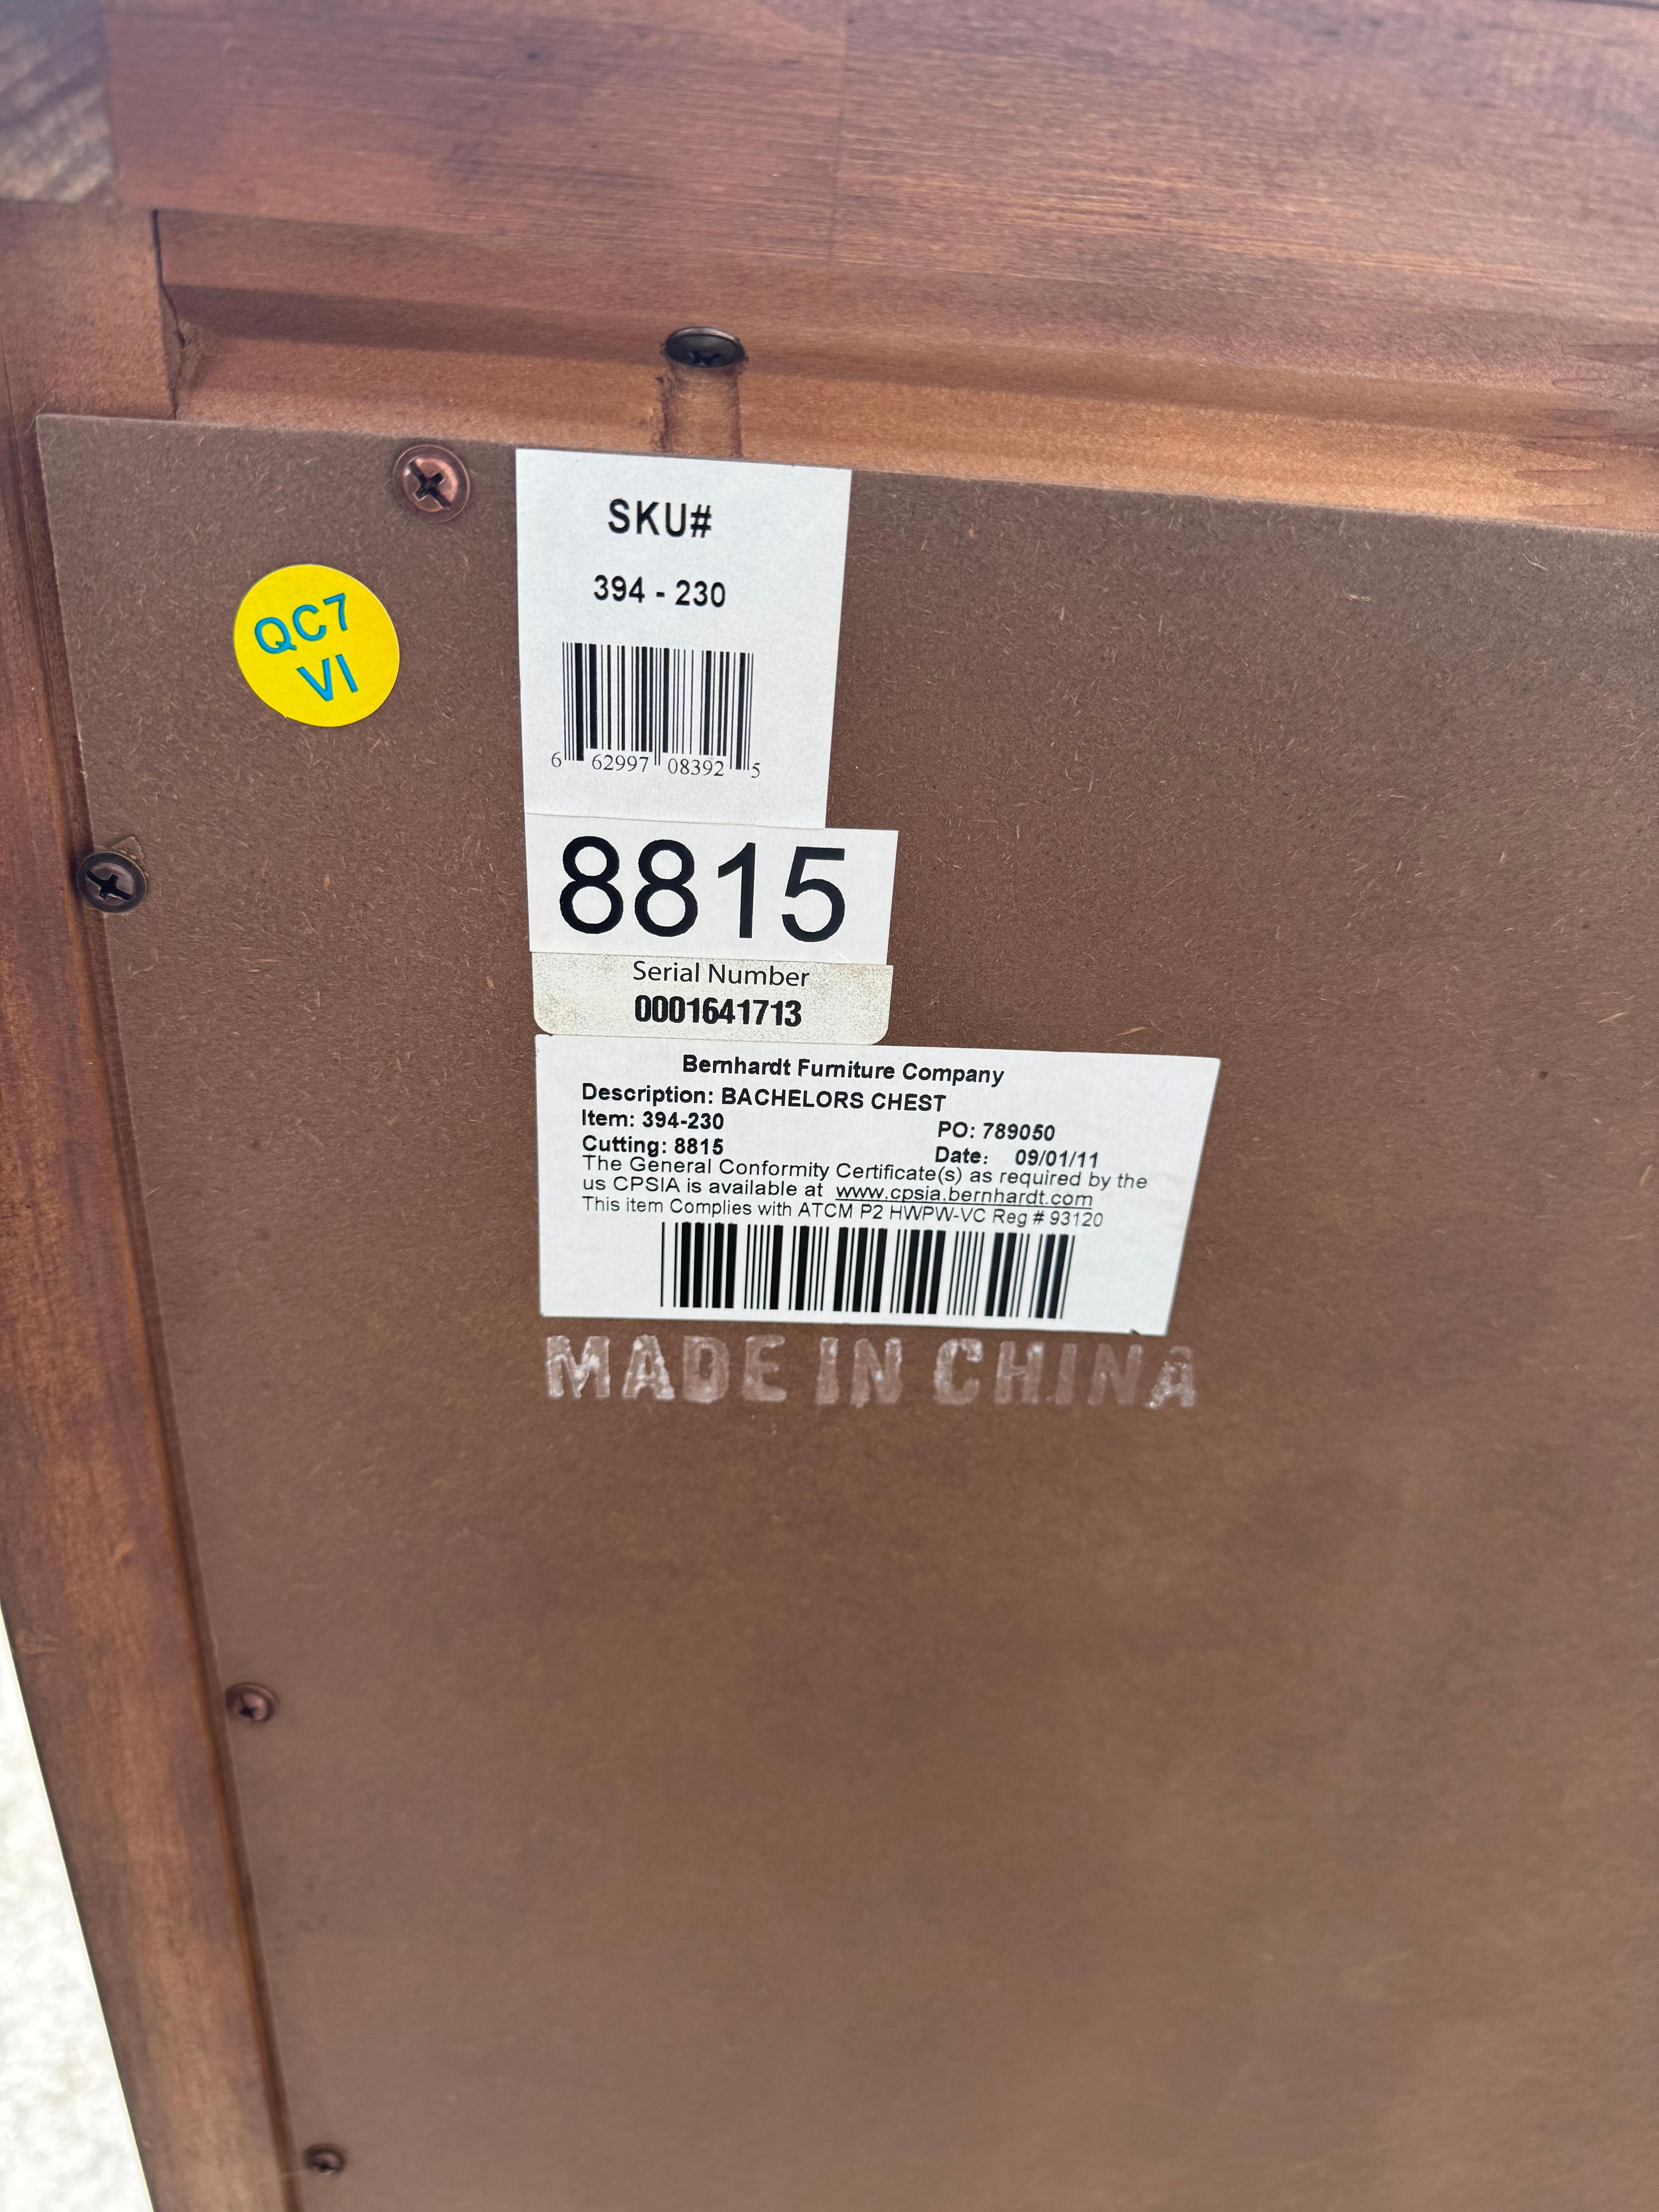 SKU#
394 - 230
QC7
VI
6 62997 08392 5
8815
Serial Number
0001641713
Bernhardt Furniture Company
Description: BACHELORS CHEST
Item: 394-230 PO: 789050
Cutting: 8815 Date: 09/01/11
The General Conformity Certificate(s) as required by the
us CPSIA is available at www.cpsia.bernhardt.com
This item Complies with ATCM P2 HWPW-VC Reg # 93120
MADE IN CHINA